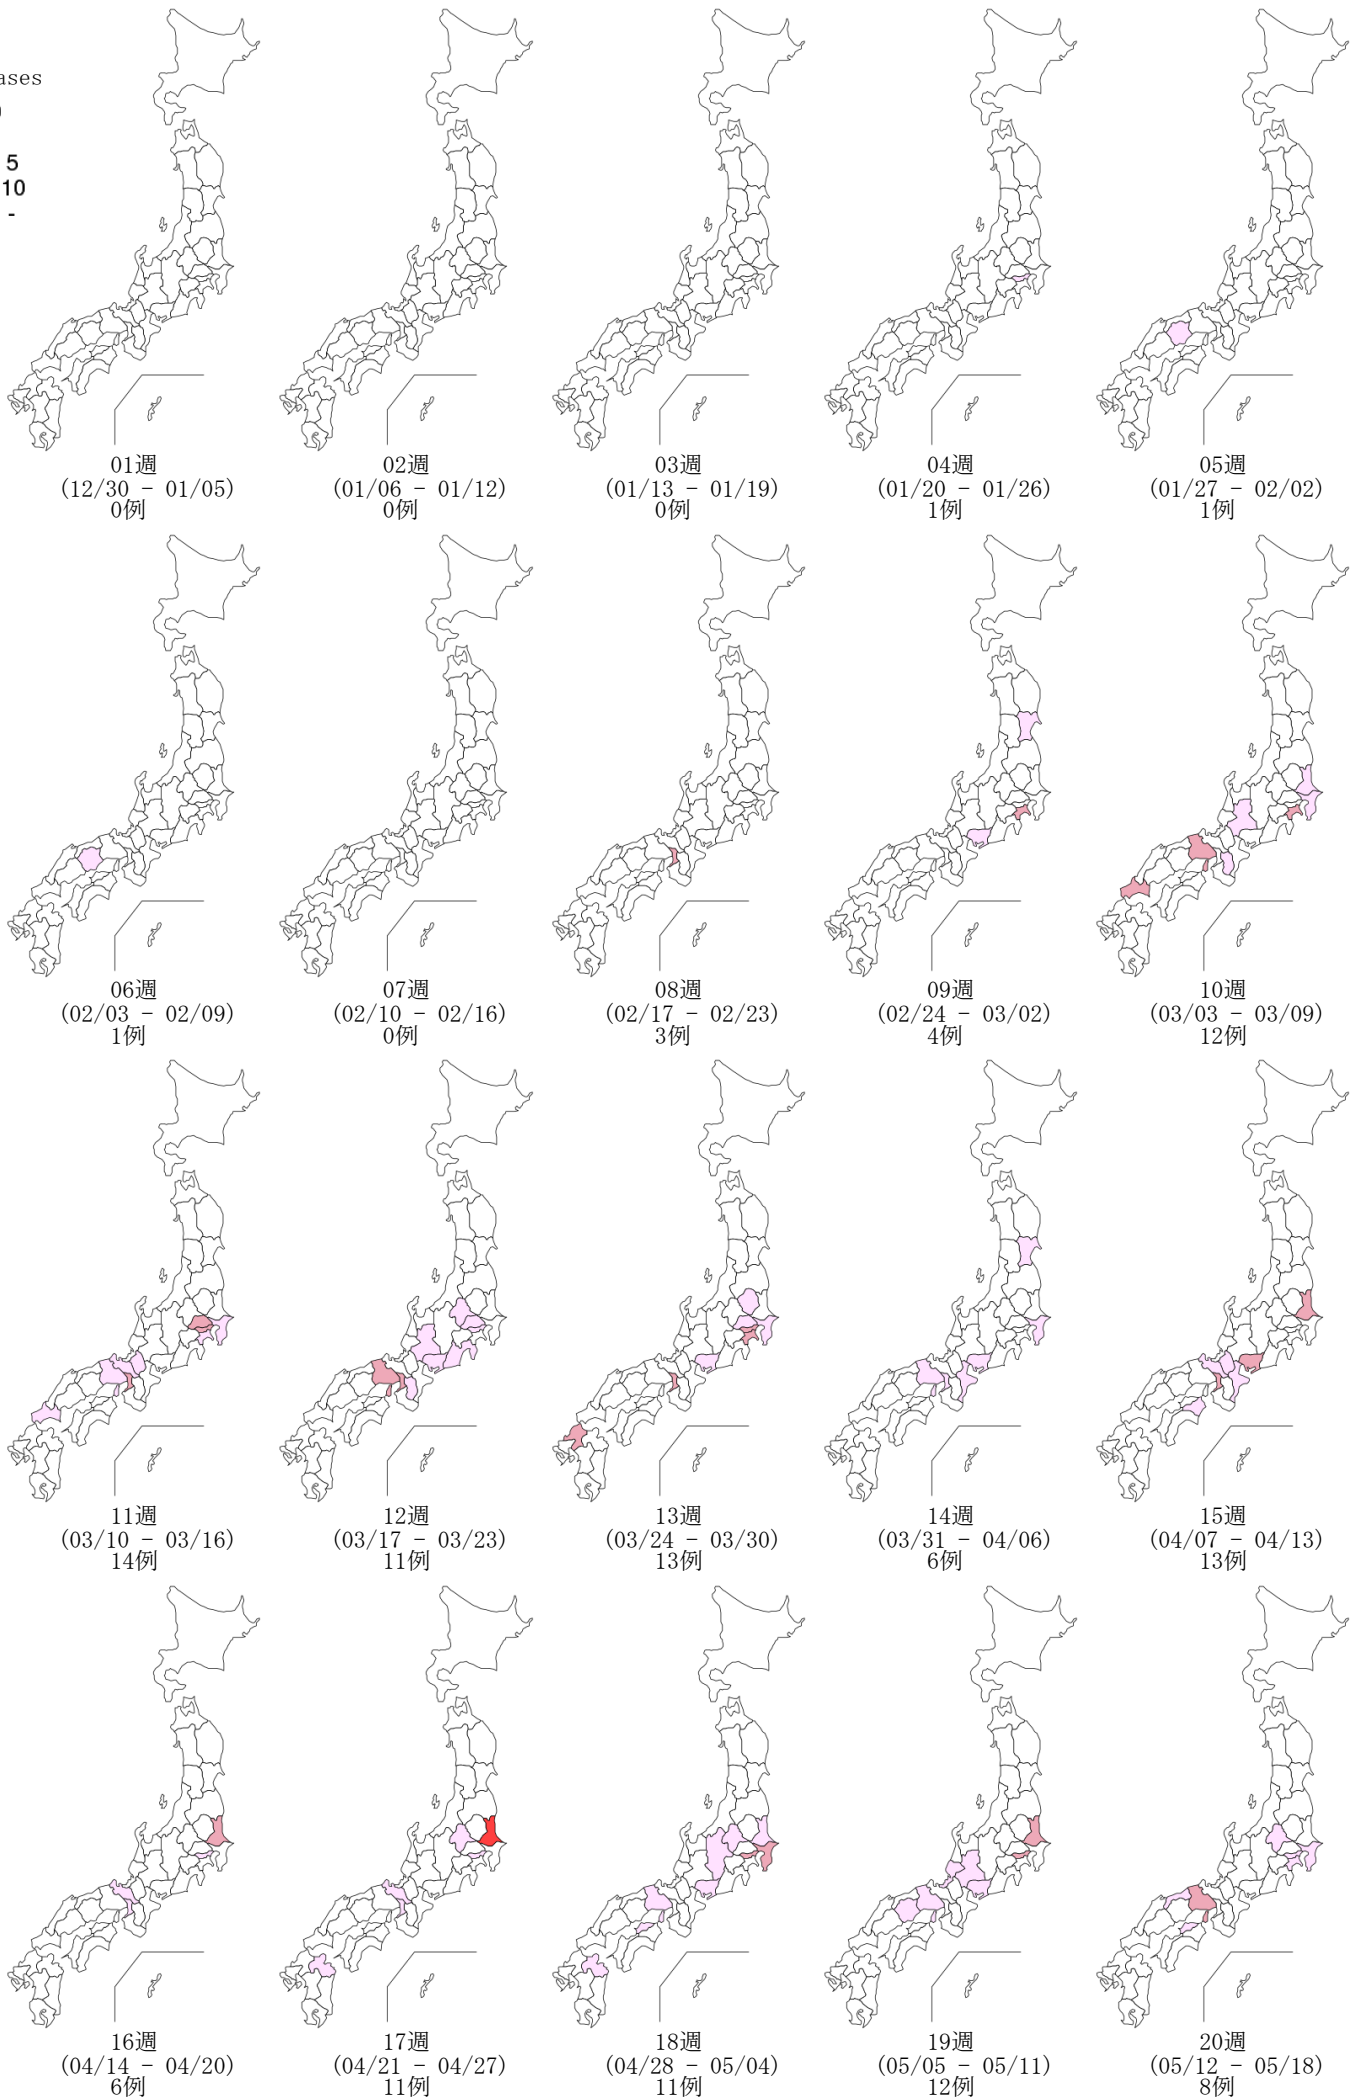 ases
5
10
-
01週
(12/30 - 01/05)
0例
02週
(01/06 - 01/12)
0例
03週
(01/13 - 01/19)
0例
04週
(01/20 - 01/26)
1例
05週
(01/27 - 02/02)
1例
06週
(02/03 - 02/09)
1例
07週
(02/10 - 02/16)
0例
08週
(02/17 - 02/23)
3例
09週
(02/24 - 03/02)
4例
10週
(03/03 - 03/09)
12例
11週
(03/10 - 03/16)
14例
12週
(03/17 - 03/23)
11例
13週
(03/24 - 03/30)
13例
14週
(03/31 - 04/06)
6例
15週
(04/07 - 04/13)
13例
16週
(04/14 - 04/20)
6例
17週
(04/21 - 04/27)
11例
18週
(04/28 - 05/04)
11例
19週
(05/05 - 05/11)
12例
20週
(05/12 - 05/18)
8例